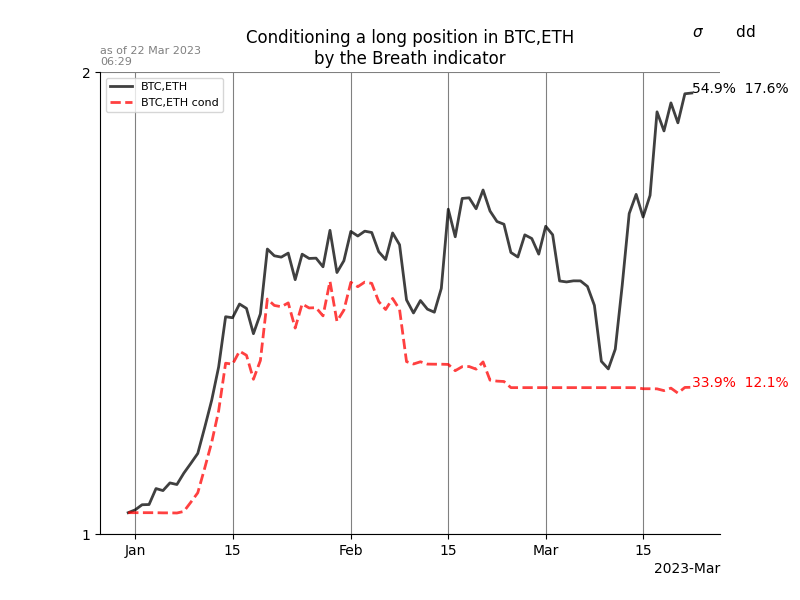 Conditioning a long position in BTC,ETH
by the Breath indicator
σ dd
as of 22 Mar 2023
06:29
2
BTC,ETH
BTC,ETH cond
54.9% 17.6%
33.9% 12.1%
1
Jan 15 Feb 15 Mar 15
2023-Mar